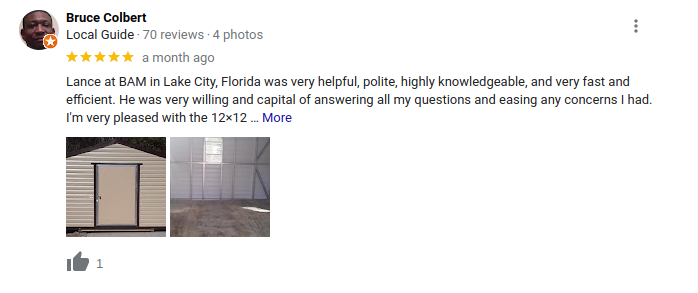 Bruce Colbert
Local Guide · 70 reviews · 4 photos
a month ago
Lance at BAM in Lake City, Florida was very helpful, polite, highly knowledgeable, and very fast and
efficient. He was very willing and capital of answering all my questions and easing any concerns I had.
I'm very pleased with the 12×12 ... More
1